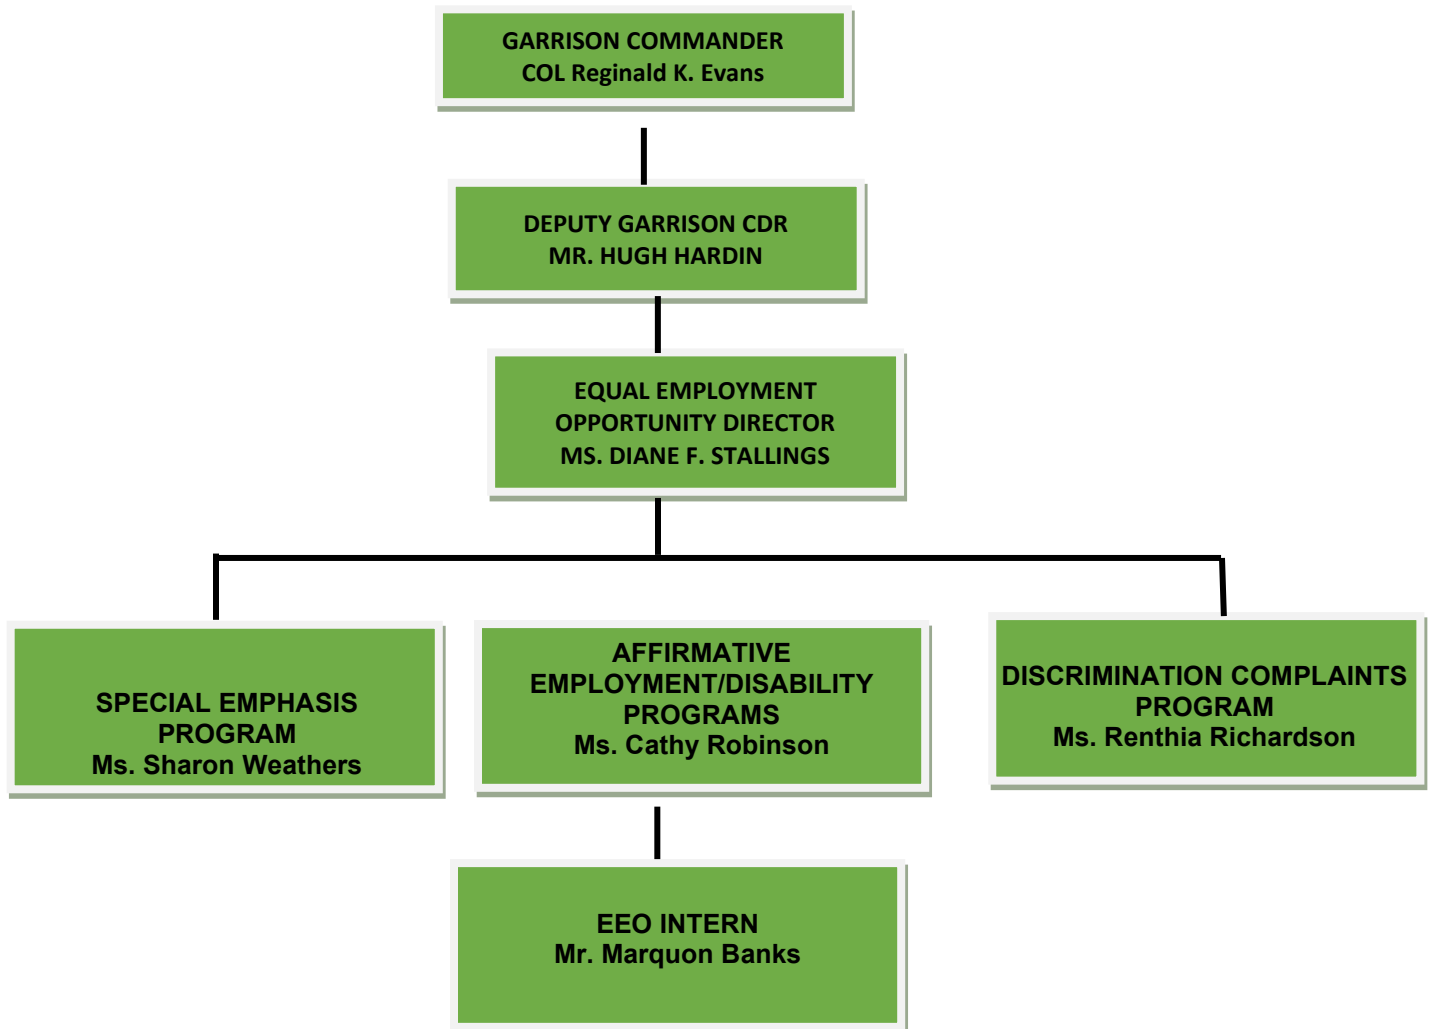 GARRISON COMMANDER
COL Reginald K. Evans
DEPUTY GARRISON CDR
MR. HUGH HARDIN
EQUAL EMPLOYMENT
OPPORTUNITY DIRECTOR
MS. DIANE F. STALLINGS
SPECIAL EMPHASIS
PROGRAM
Ms. Sharon Weathers
AFFIRMATIVE
EMPLOYMENT/DISABILITY
PROGRAMS
Ms. Cathy Robinson
DISCRIMINATION COMPLAINTS
PROGRAM
Ms. Renthia Richardson
EEO INTERN
Mr. Marquon Banks